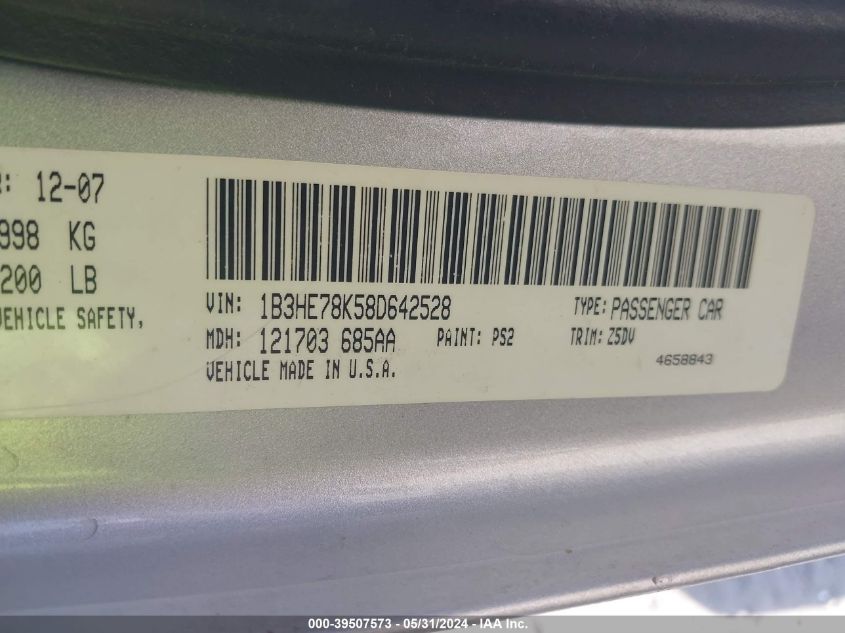 : 12-07
998 KG
200 LB
VEHICLE SAFETY,
VIN: 1B3HE78K58D642528
TYPE: PASSENGER CAR
MDH: 121703 685AA
PAINT: PS2
TRIM: Z5DV
VEHICLE MADE IN U.S.A.
4658843
000-39507573 - 05/31/2024 - IAA Inc.